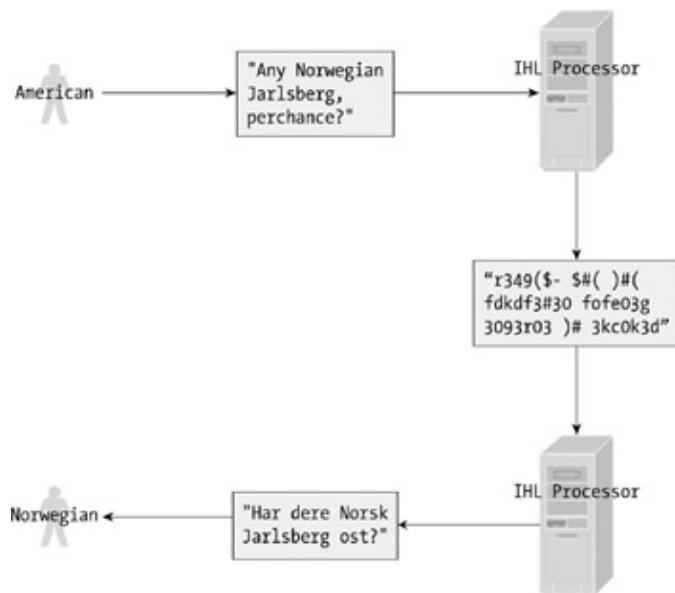 American
"Any Norwegian
Jarlsberg,
perchance?"
IHL Processor
“r349($- $#( )#(
fdkdf3#30 fofe03g
3093r03 )# 3kc0k3d”
IHL Processor
"Har dere Norsk
Jarlsberg ost?"
Norwegian